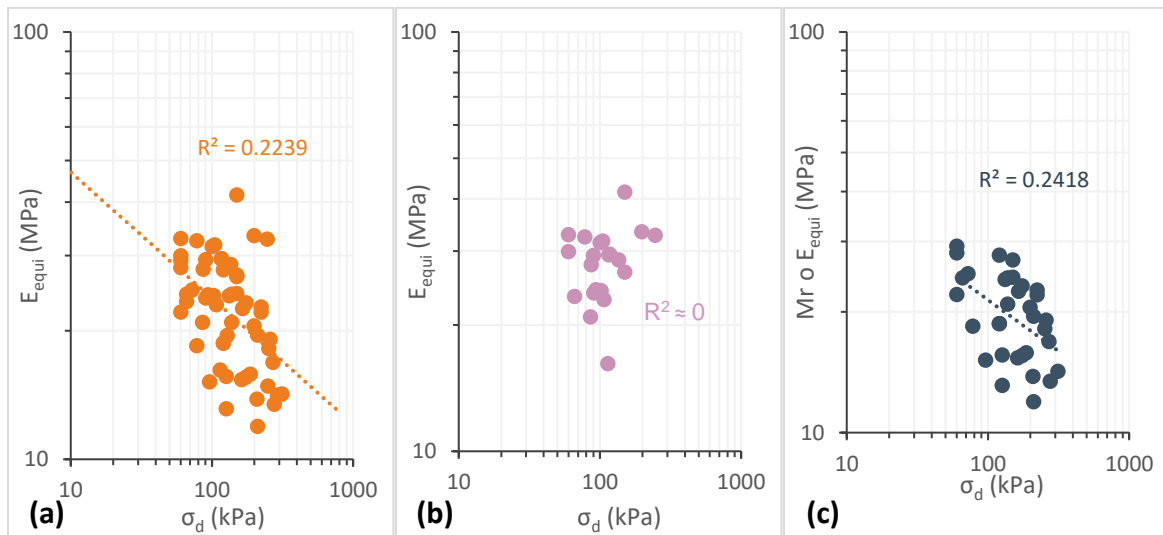 100
R² = 0.2239
E_equi (MPa)
10
10 100 1000
σ_d (kPa)
(a)
100
R² ≈ 0
E_equi (MPa)
10
10 100 1000
σ_d (kPa)
(b)
100
R² = 0.2418
Mr o E_equi (MPa)
10
10 100 1000
σ_d (kPa)
(c)